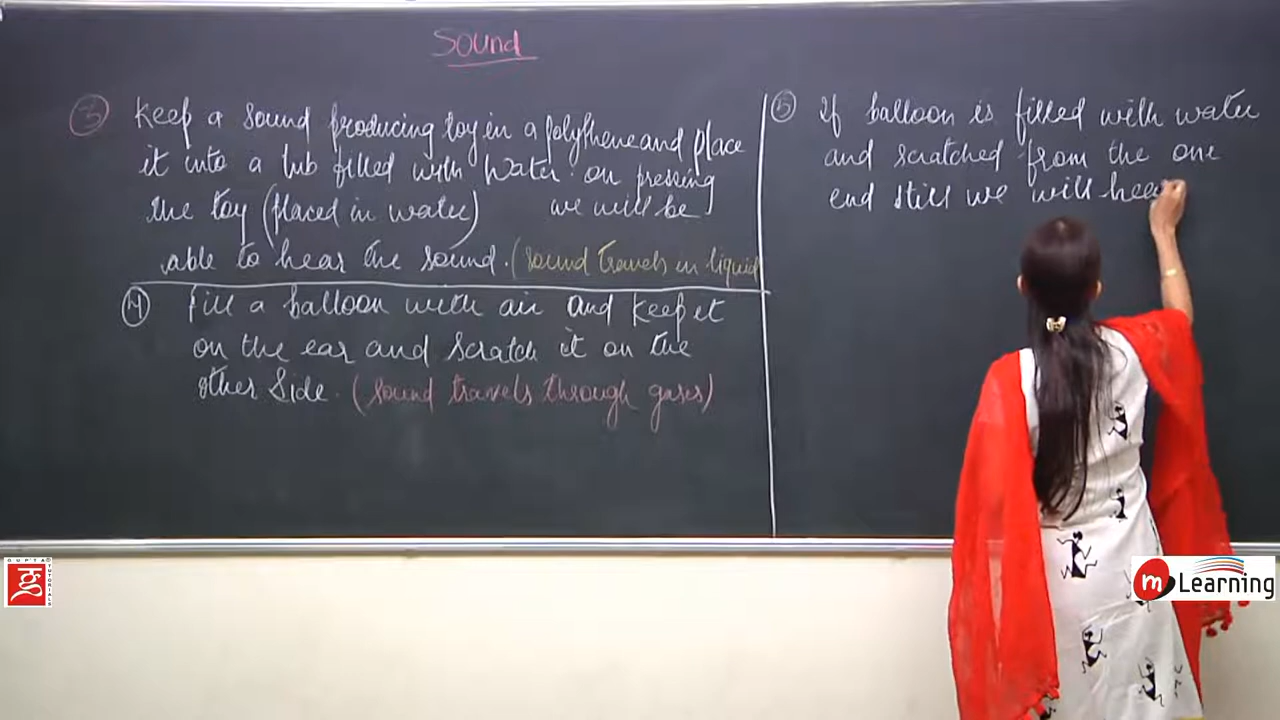 Sound
3 Keep a sound producing toy in a polythene and place
it into a tub filled with water. on pressing
the toy (placed in water) we will be
able to hear the sound. (sound travels in liquid
4 Fill a balloon with air and keep it
on the ear and scratch it on the
other side. (sound travels through gases)
5 If balloon is filled with water
and scratched from the one
end still we will hea
GUPTA TUTORIALS
m Learning